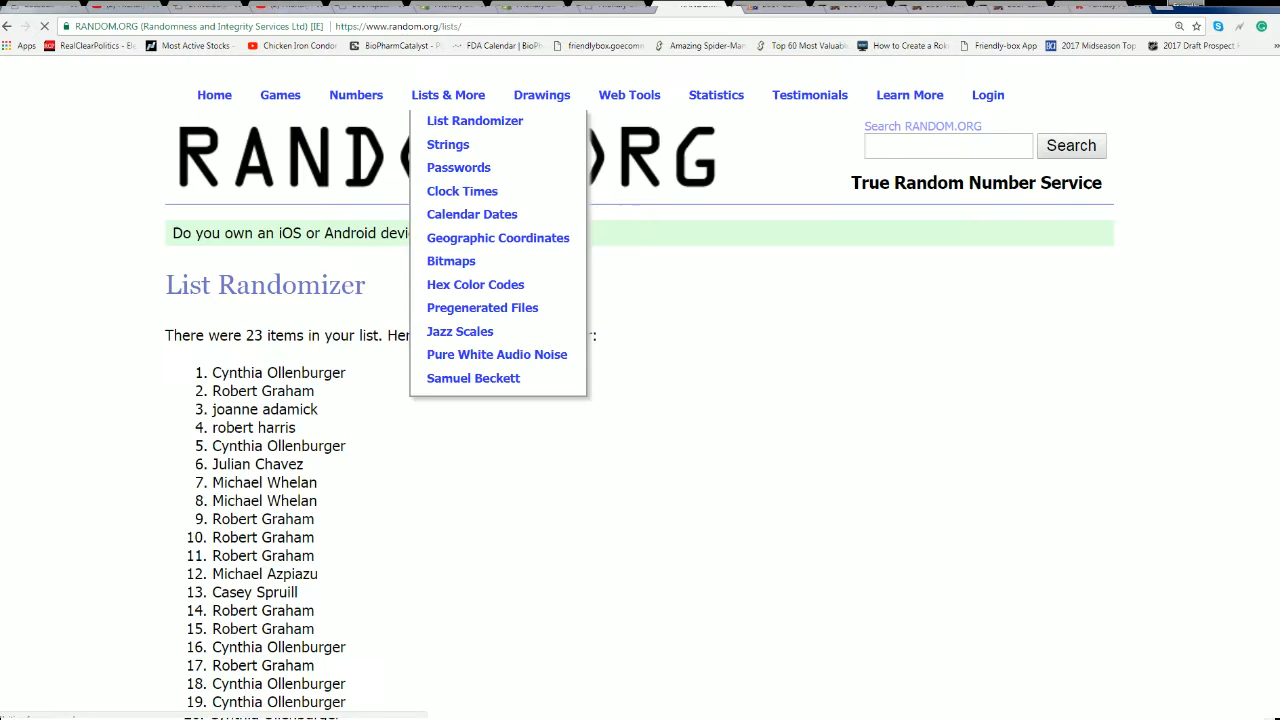 RANDOM.ORG (Randomness and Integrity Services Ltd) [IE] https://www.random.org/lists/
Apps RealClearPolitics - Ele Most Active Stocks - Chicken Iron Condor BioPharmCatalyst - P FDA Calendar | BioPh friendlybox.goecomm Amazing Spider-Man Top 60 Most Valuabl How to Create a Rok Friendly-box App 2017 Midseason Top 2017 Draft Prospect
Home Games Numbers Lists & More Drawings Web Tools Statistics Testimonials Learn More Login
List Randomizer
Strings
Passwords
Clock Times
Calendar Dates
Geographic Coordinates
Bitmaps
Hex Color Codes
Pregenerated Files
Jazz Scales
Pure White Audio Noise
Samuel Beckett
RAND RG
Search RANDOM.ORG
Search
True Random Number Service
Do you own an iOS or Android devi
List Randomizer
There were 23 items in your list. Her :
1. Cynthia Ollenburger
2. Robert Graham
3. joanne adamick
4. robert harris
5. Cynthia Ollenburger
6. Julian Chavez
7. Michael Whelan
8. Michael Whelan
9. Robert Graham
10. Robert Graham
11. Robert Graham
12. Michael Azpiazu
13. Casey Spruill
14. Robert Graham
15. Robert Graham
16. Cynthia Ollenburger
17. Robert Graham
18. Cynthia Ollenburger
19. Cynthia Ollenburger
20. Cynthia Ollenburger